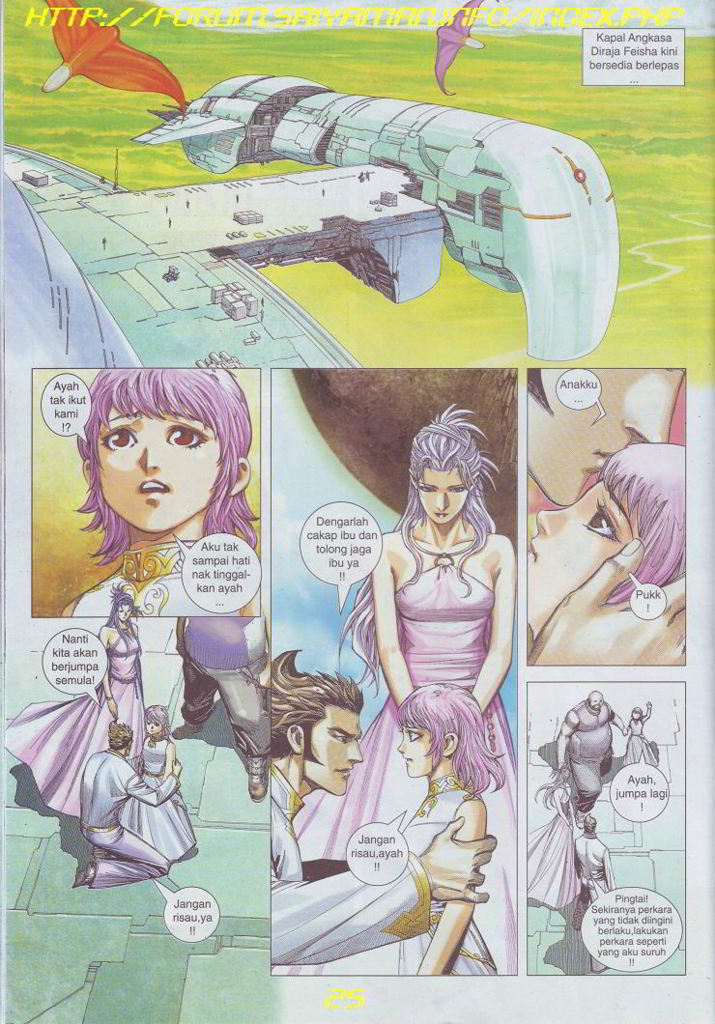 HTTP://FORUM.SAIYAMAN.INFO/INDEX.PHP
Kapal Angkasa
Diraja Feisha kini
bersedia berlepas
...
Ayah
tak ikut
kami
!?
Aku tak
sampai hati
nak tinggal-
kan ayah
...
Nanti
kita akan
berjumpa
semula!
Jangan
risau,ya
!!
Dengarlah
cakap ibu dan
tolong jaga
ibu ya
!!
Jangan
risau,ayah
!!
Anakku
...
Pukk
!
Ayah,
jumpa lagi
!
Pingtai!
Sekiranya perkara
yang tidak diingini
berlaku,lakukan
perkara seperti
yang aku suruh
!!
25